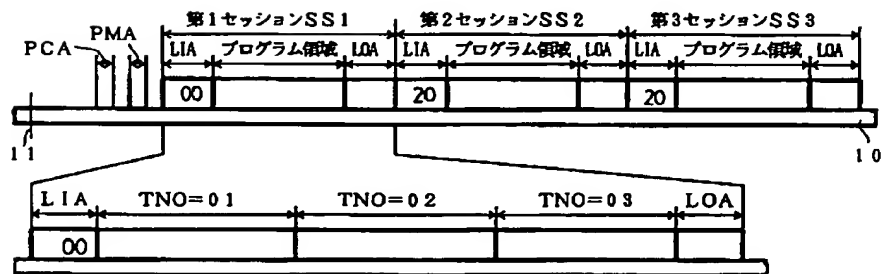 第1セッションSS1 第2セッションSS2 第3セッションSS3
PCA PMA LIA プログラム領域 LOA LIA プログラム領域 LOA LIA プログラム領域 LOA
00 20 20
11 10
LIA TNO=01 TNO=02 TNO=03 LOA
00